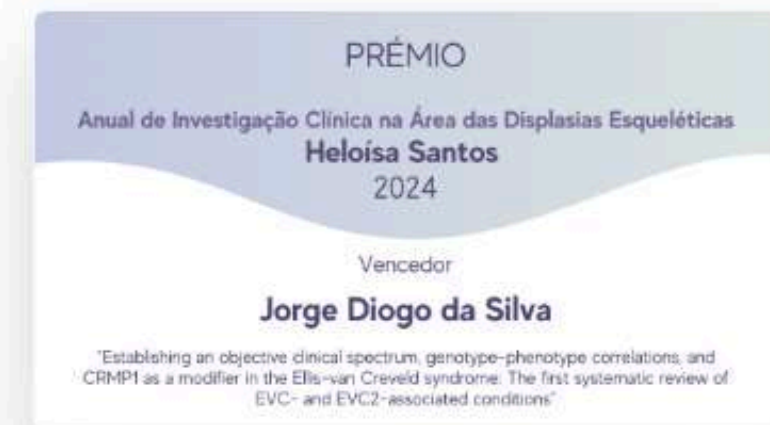 PRÉMIO
Anual de Investigação Clínica na Área das Displasias Esqueléticas
Heloísa Santos
2024
Vencedor
Jorge Diogo da Silva
"Establishing an objective clinical spectrum, genotype-phenotype correlations, and
CRMP1 as a modifier in the Ellis-van Creveld syndrome: The first systematic review of
EVC- and EVC2-associated conditions"